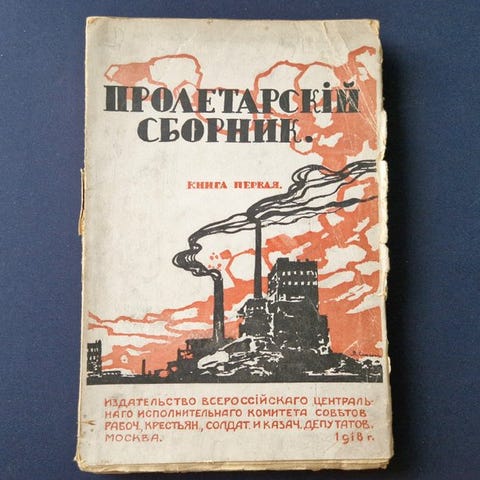 ПРОЛЕТАРСКІЙ
СБОРНИК.
КНИГА ПЕРВАЯ.
ИЗДАТЕЛЬСТВО ВСЕРОССІЙСКАГО ЦЕНТРАЛЬ-
НАГО ИСПОЛНИТЕЛЬНАГО КОМИТЕТА СОВѢТОВ
РАБОЧ., КРЕСТЬЯН., СОЛДАТ. И КАЗАЧ. ДЕПУТАТОВ.
МОСКВА. 1918 г.